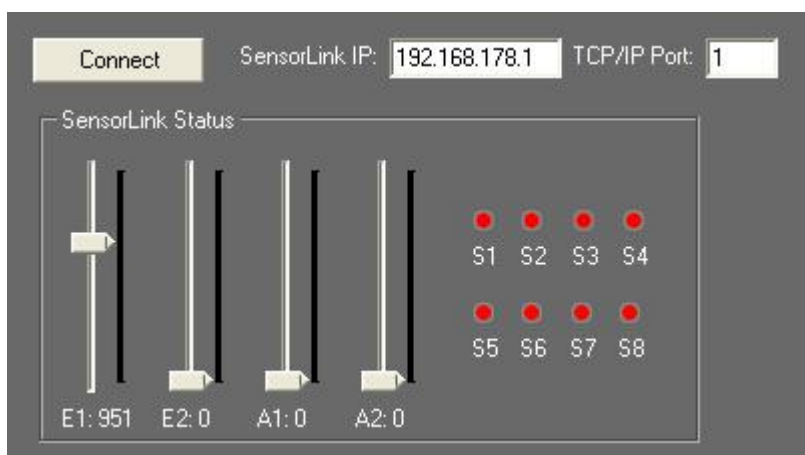 Connect SensorLink IP: 192.168.178.1 TCP/IP Port: 1
SensorLink Status
S1 S2 S3 S4
S5 S6 S7 S8
E1: 951 E2: 0 A1: 0 A2: 0